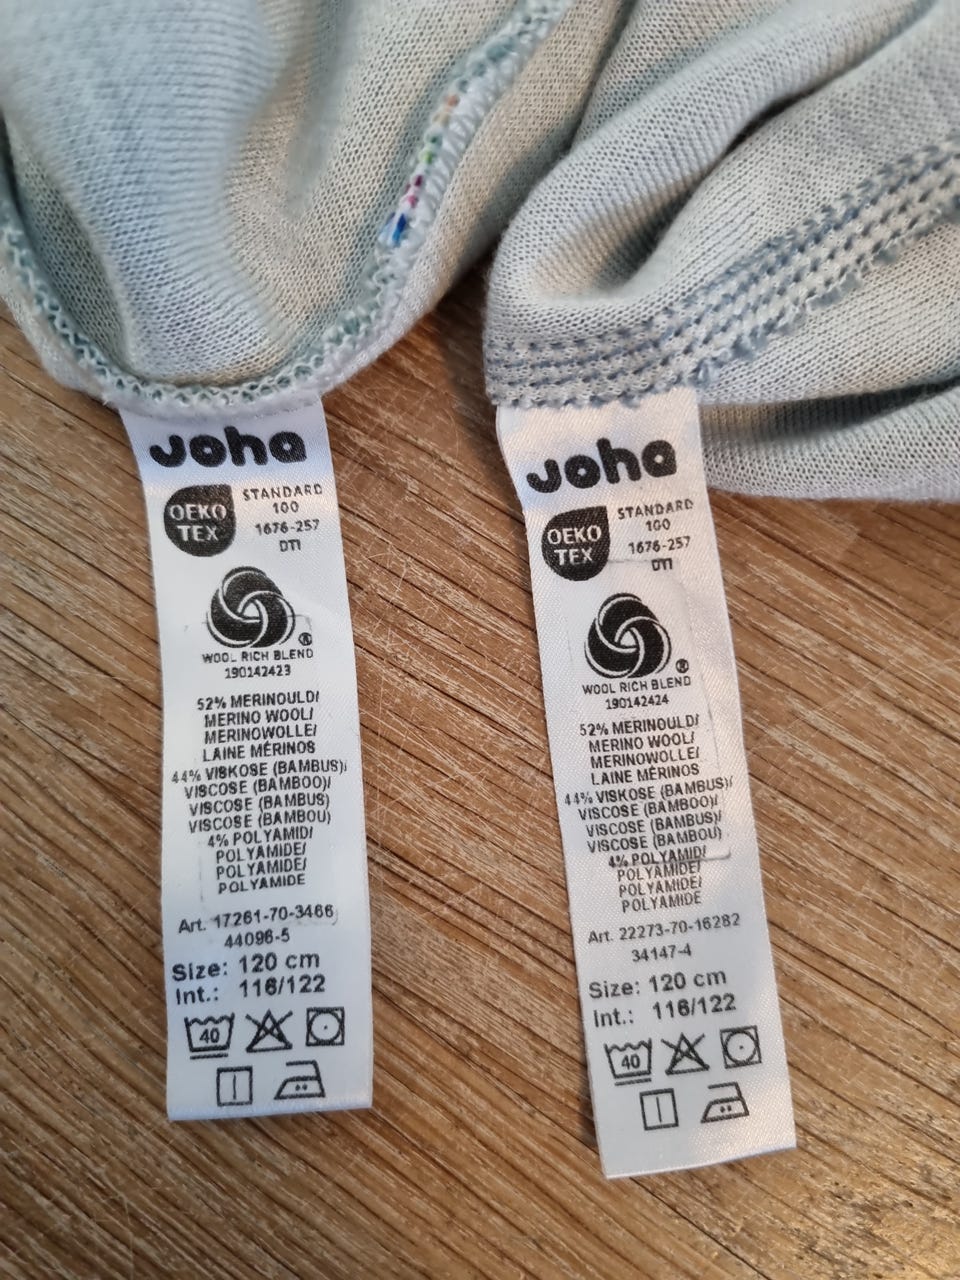 Joha
OEKO
TEX
STANDARD
100
1676-257
DTI
WOOL RICH BLEND
190142423
52% MERINOULD/
MERINO WOOL/
MERINOWOLLE/
LAINE MÉRINOS
44% VISKOSE (BAMBUS)/
VISCOSE (BAMBOO)/
VISCOSE (BAMBUS)
VISCOSE (BAMBOU)
4% POLYAMID/
POLYAMIDE/
POLYAMIDE/
POLYAMIDE
Art. 17261-70-3466
44096-5
Size: 120 cm
Int.: 116/122
40
Joha
OEKO
TEX
STANDARD
100
1676-257
DTI
WOOL RICH BLEND
190142424
52% MERINOULD/
MERINO WOOL/
MERINOWOLLE/
LAINE MÉRINOS
44% VISKOSE (BAMBUS)/
VISCOSE (BAMBOO)/
VISCOSE (BAMBUS)/
VISCOSE (BAMBOU)
4% POLYAMID/
POLYAMIDE/
POLYAMIDE/
POLYAMIDE
Art. 22273-70-16282
34147-4
Size: 120 cm
Int.: 116/122
40